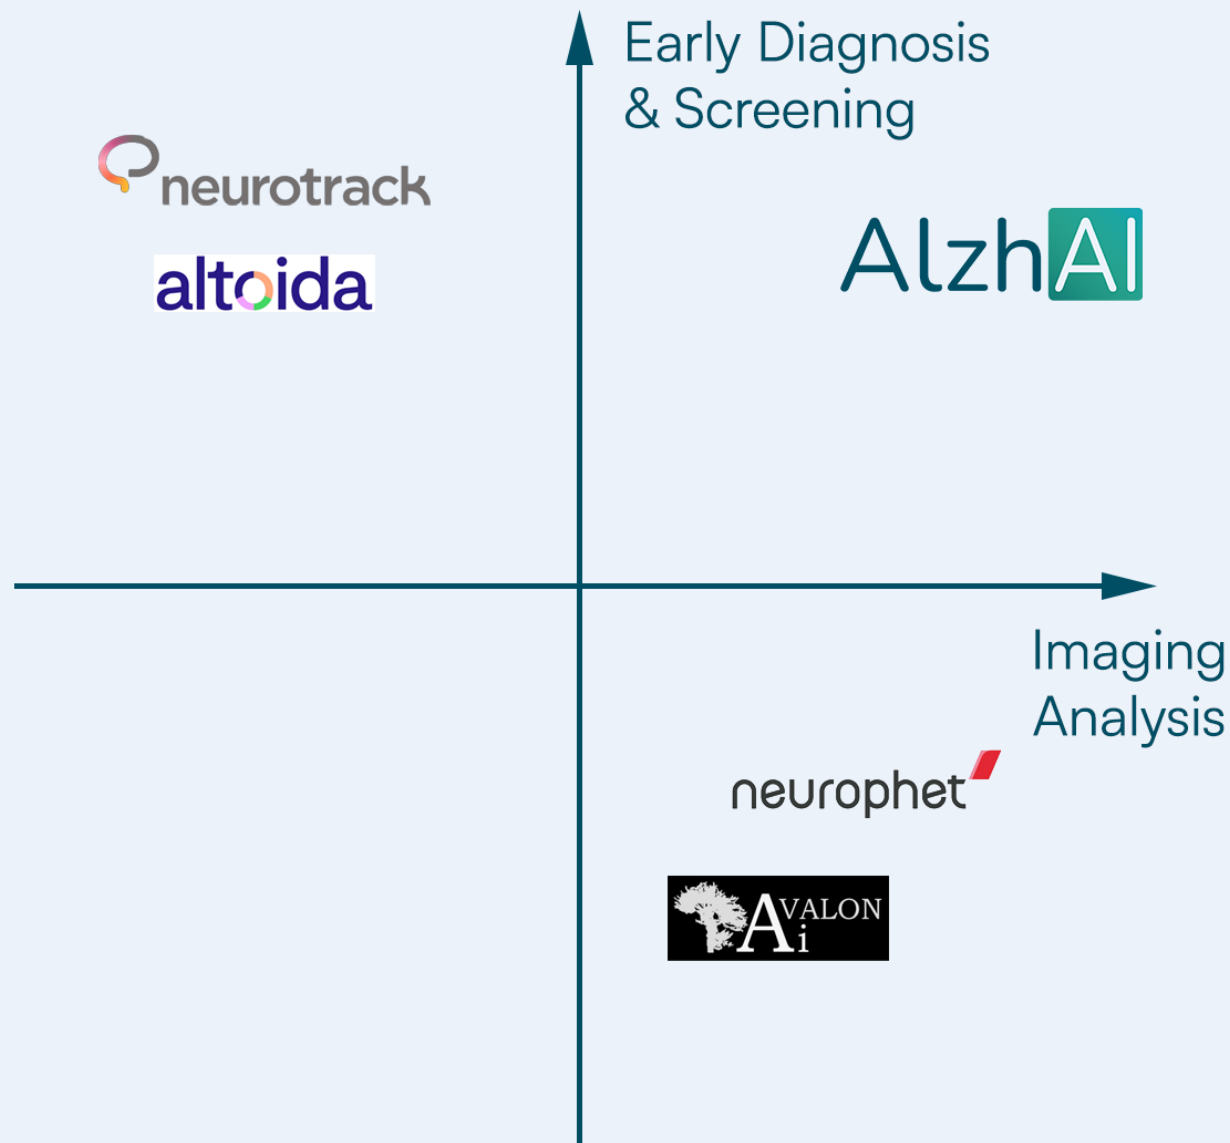 Early Diagnosis
& Screening
neurotrack
AlzhAI
altoida
Imaging
Analysis
neurophet
AVALON
Ai